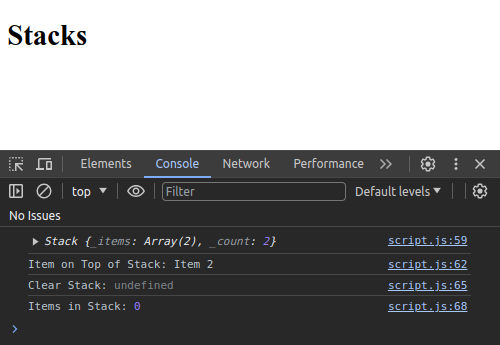 Stacks
Elements Console Network Performance
top Filter Default levels
No Issues
Stack {_items: Array(2), _count: 2} script.js:59
Item on Top of Stack: Item 2 script.js:62
Clear Stack: undefined script.js:65
Items in Stack: 0 script.js:68